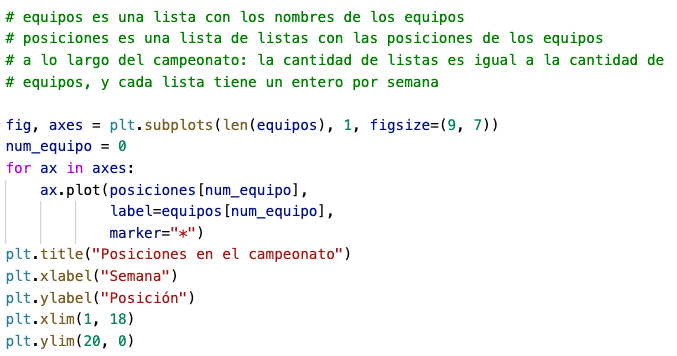 # equipos es una lista con los nombres de los equipos
# posiciones es una lista de listas con las posiciones de los equipos
# a lo largo del campeonato: la cantidad de listas es igual a la cantidad de
# equipos, y cada lista tiene un entero por semana

fig, axes = plt.subplots(len(equipos), 1, figsize=(9, 7))
num_equipo = 0
for ax in axes:
    ax.plot(posiciones[num_equipo],
            label=equipos[num_equipo],
            marker="*")
plt.title("Posiciones en el campeonato")
plt.xlabel("Semana")
plt.ylabel("Posición")
plt.xlim(1, 18)
plt.ylim(20, 0)